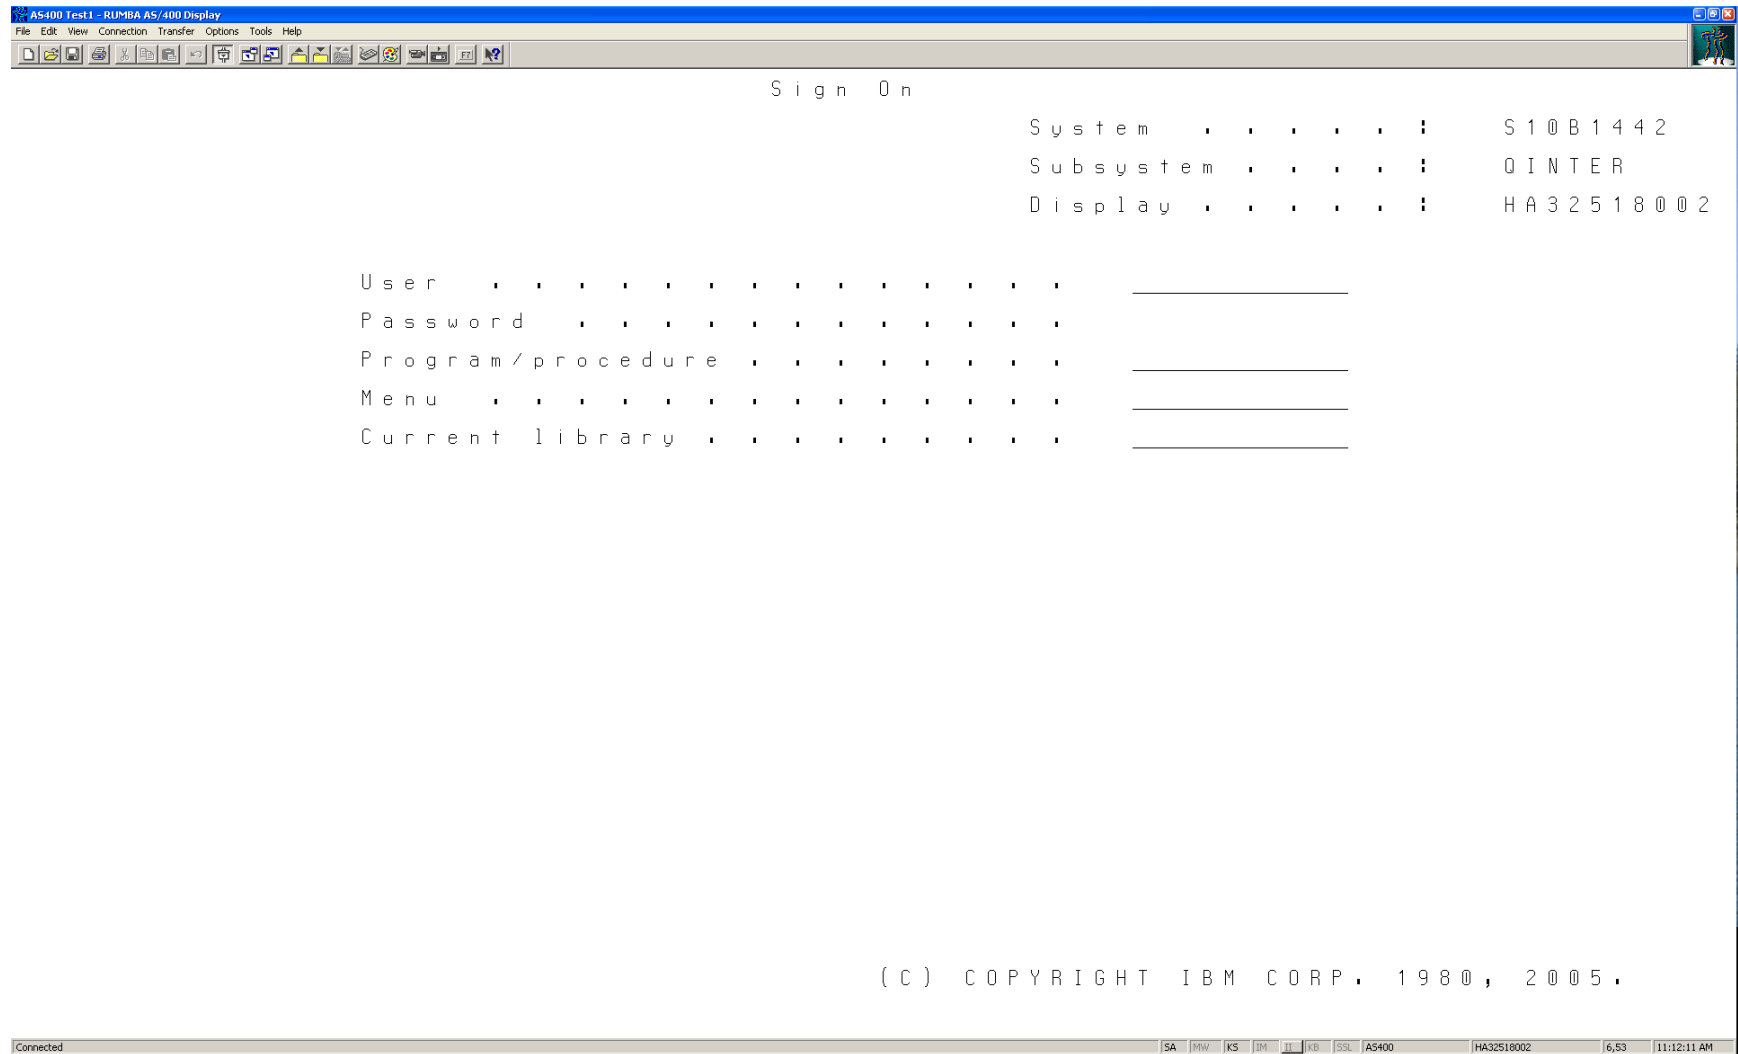 AS400 Test1 - RUMBA AS/400 Display
File Edit View Connection Transfer Options Tools Help
F7
Sign On
System . . . . . : S10B1442
Subsystem . . . . . : QINTER
Display . . . . . : HA32518002
User . . . . . . . . . . . . . .
Password . . . . . . . . . . . .
Program/procedure . . . . . . . .
Menu . . . . . . . . . . . . . .
Current library . . . . . . . . .
(C) COPYRIGHT IBM CORP. 1980, 2005.
Connected SA MW KS IM II KB SSL AS400 HA32518002 6,53 11:12:11 AM